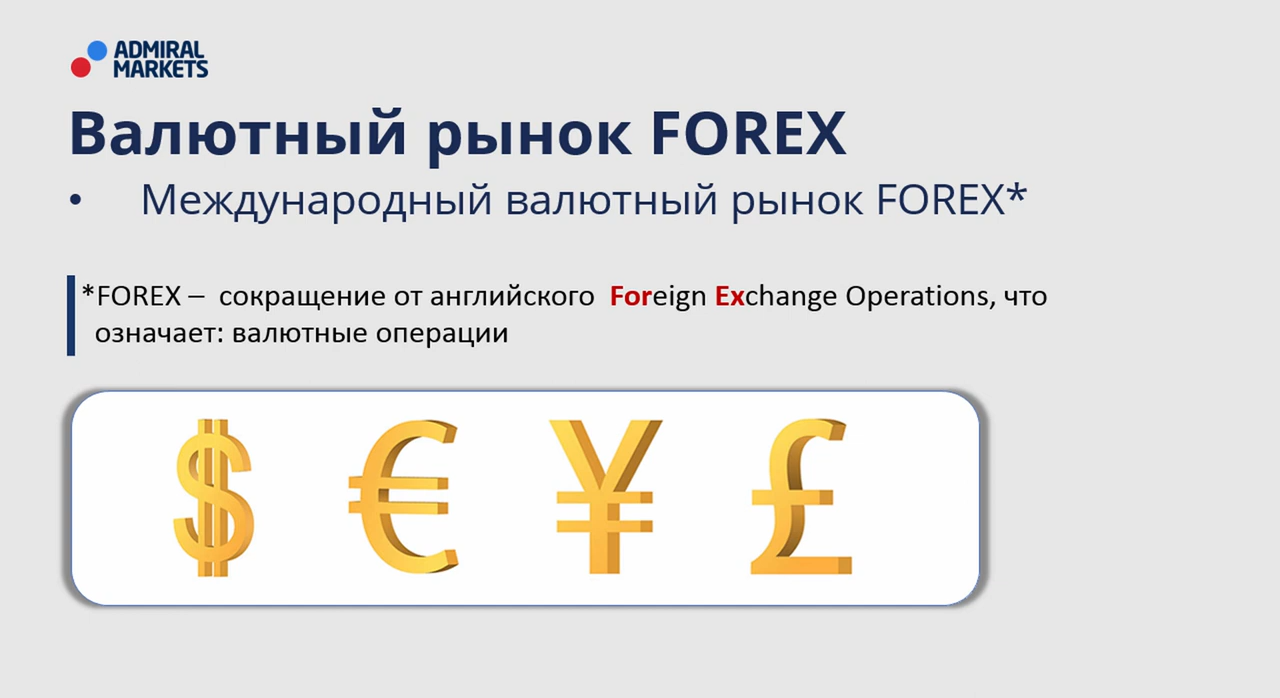 ADMIRAL
MARKETS
Валютный рынок FOREX
• Международный валютный рынок FOREX*
*FOREX – сокращение от английского Foreign Exchange Operations, что
означает: валютные операции
$ € ¥ £